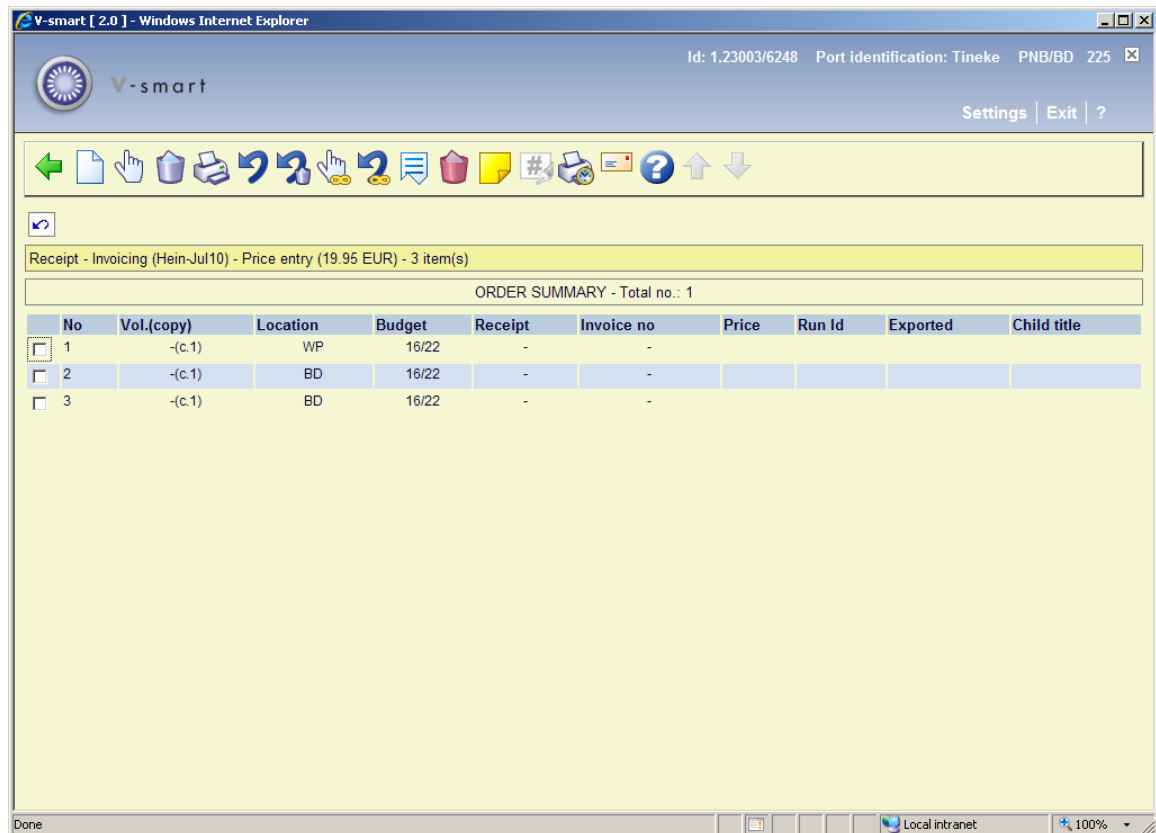 V-smart [ 2.0 ] - Windows Internet Explorer
Id: 1.23003/6248 Port identification: Tineke PNB/BD 225
V-smart
Settings | Exit | ?
#
?
Receipt - Invoicing (Hein-Jul10) - Price entry (19.95 EUR) - 3 item(s)
ORDER SUMMARY - Total no.: 1
No Vol.(copy) Location Budget Receipt Invoice no Price Run Id Exported Child title
1 -(c.1) WP 16/22 - -
2 -(c.1) BD 16/22 - -
3 -(c.1) BD 16/22 - -
Done Local intranet 100%